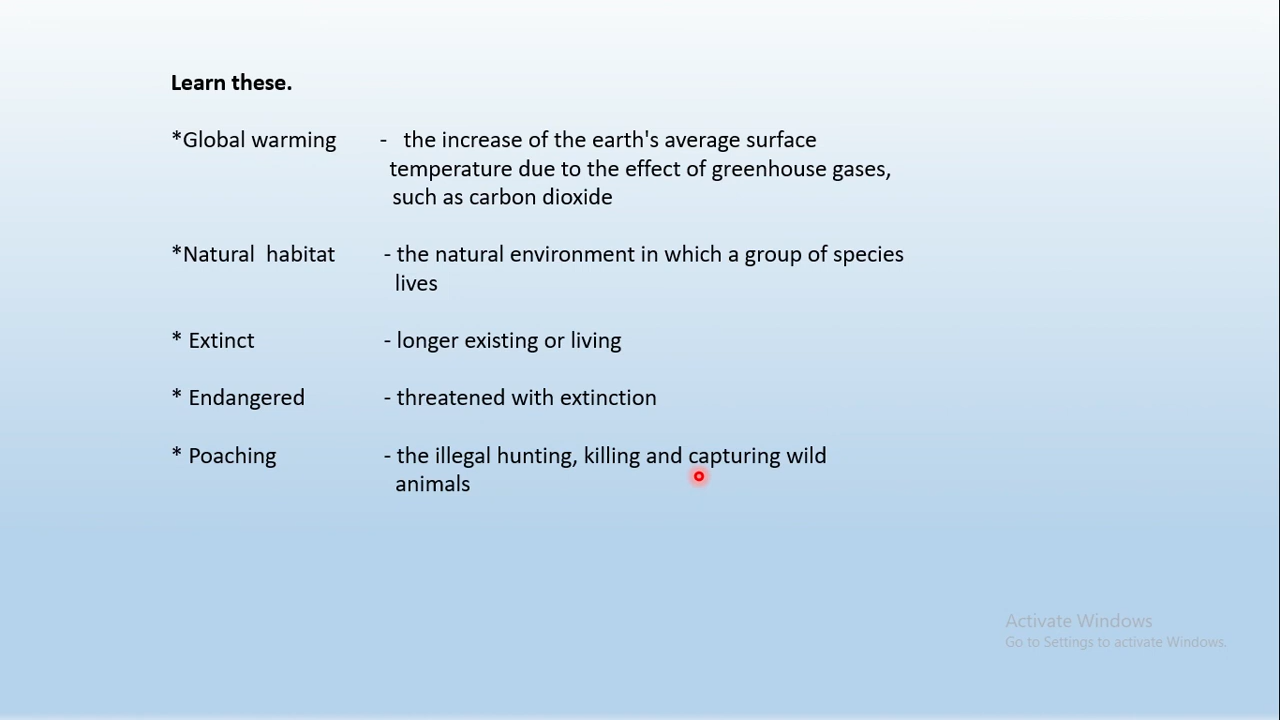 Learn these.
*Global warming - the increase of the earth's average surface
temperature due to the effect of greenhouse gases,
such as carbon dioxide
*Natural habitat - the natural environment in which a group of species
lives
* Extinct - longer existing or living
* Endangered - threatened with extinction
* Poaching - the illegal hunting, killing and capturing wild
animals
Activate Windows
Go to Settings to activate Windows.